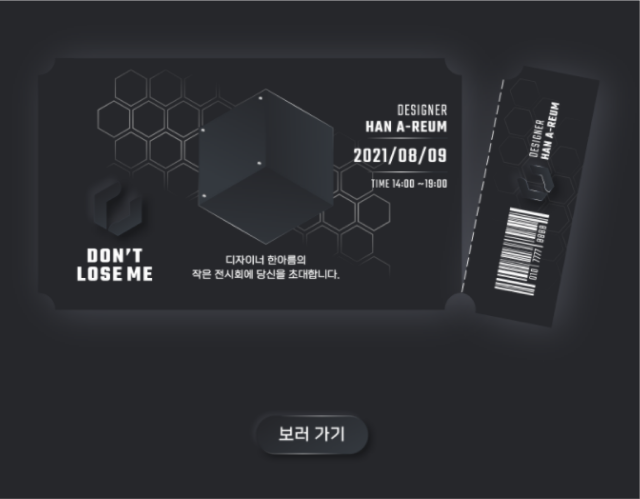 DESIGNER
HAN A-REUM
2021/08/09
TIME 14:00 ~19:00
DON'T
LOSE ME
디자이너 한아름의
작은 전시회에 당신을 초대합니다.
DESIGNER
HAN A-REUM
010 7777 8888
보러 가기